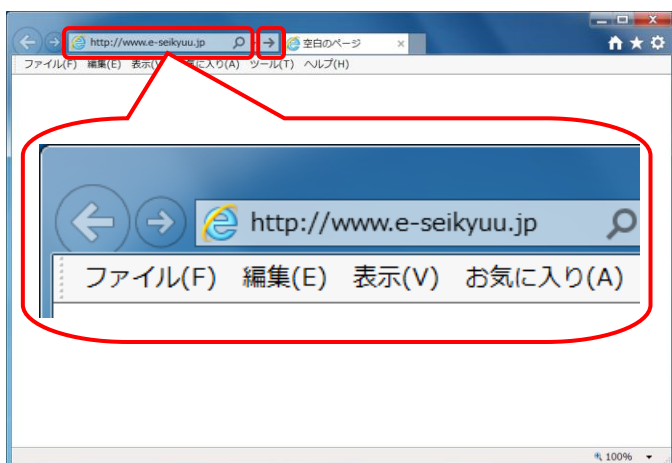 http://www.e-seikyuu.jp
空白のページ
ファイル(F) 編集(E) 表示(V) お気に入り(A) ツール(T) ヘルプ(H)
http://www.e-seikyuu.jp
ファイル(F) 編集(E) 表示(V) お気に入り(A)
100%